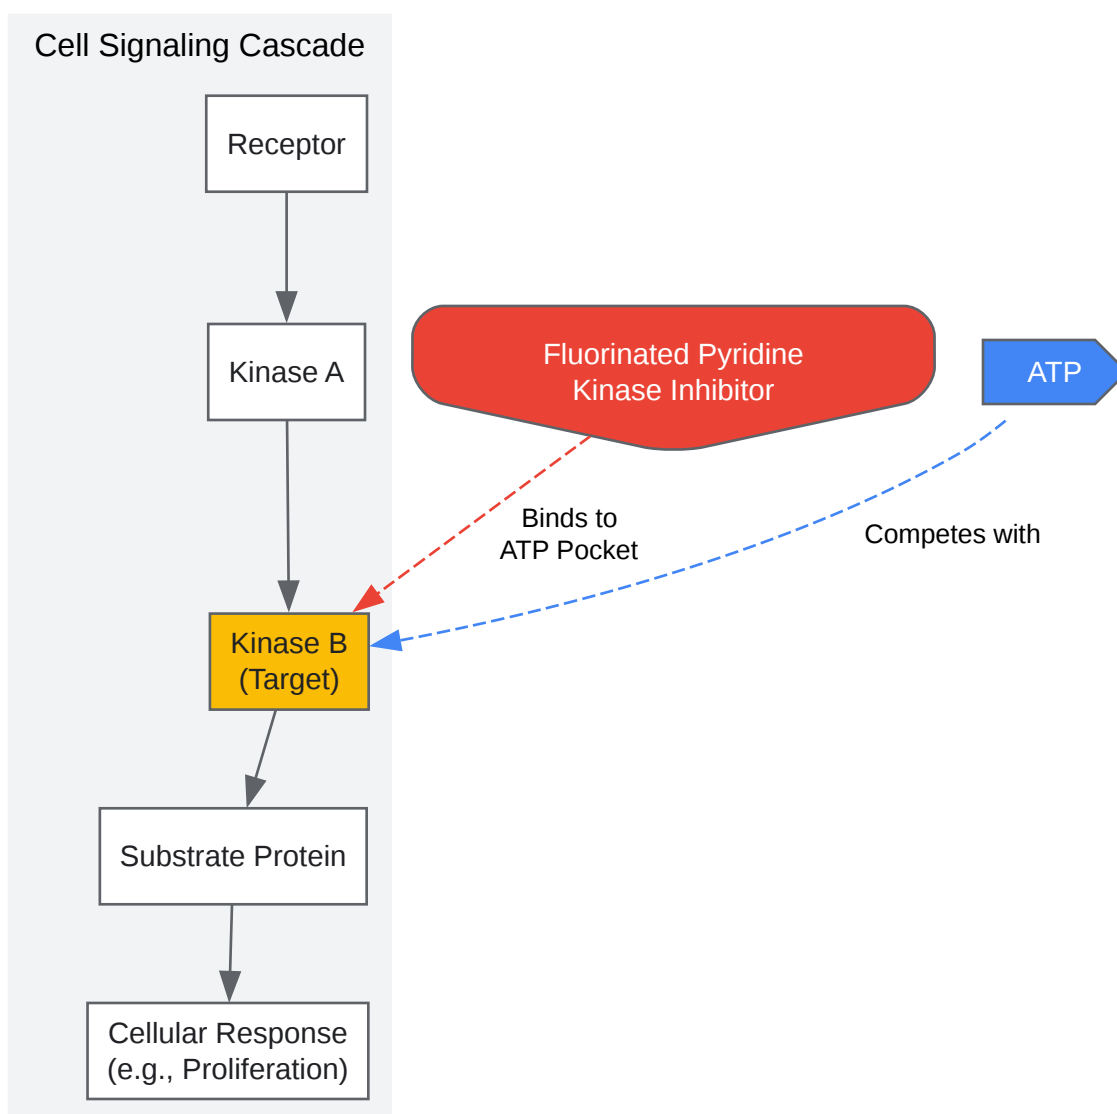 Cell Signaling Cascade
Receptor
Kinase A
Fluorinated Pyridine
Kinase Inhibitor
ATP
Binds to
ATP Pocket
Competes with
Kinase B
(Target)
Substrate Protein
Cellular Response
(e.g., Proliferation)